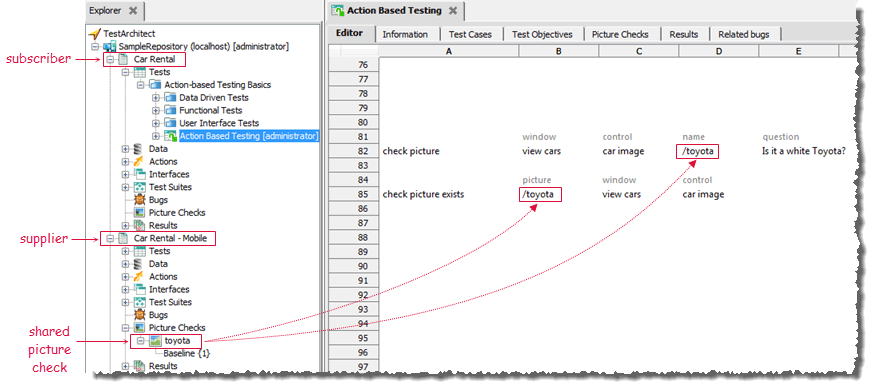 Explorer
TestArchitect
SampleRepository (localhost) [administrator]
subscriber
Car Rental
Tests
Action-based Testing Basics
Data Driven Tests
Functional Tests
User Interface Tests
Action Based Testing [administrator]
Data
Actions
Interfaces
Test Suites
Bugs
Picture Checks
Results
supplier
Car Rental - Mobile
Tests
Data
Actions
Interfaces
Test Suites
Bugs
Picture Checks
shared
picture
check
toyota
Baseline {1}
Results
Action Based Testing
Editor Information Test Cases Test Objectives Picture Checks Results Related bugs
A B C D E
76
77
78
79
80
81 window control name question
82 check picture view cars car image /toyota Is it a white Toyota?
83
84 picture window control
85 check picture exists /toyota view cars car image
86
87
88
89
90
91
92
93
94
95
96
97